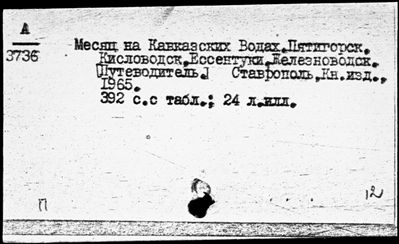 А
3736
Месяц на Кавказских Водах.Пятигорск.
Кисловодск,Ессентуки,Железноводск.
[Путеводитель.] Ставрополь,Кн.изд.,
1965.
392 с.с табл.; 24 л.илл.
П
12